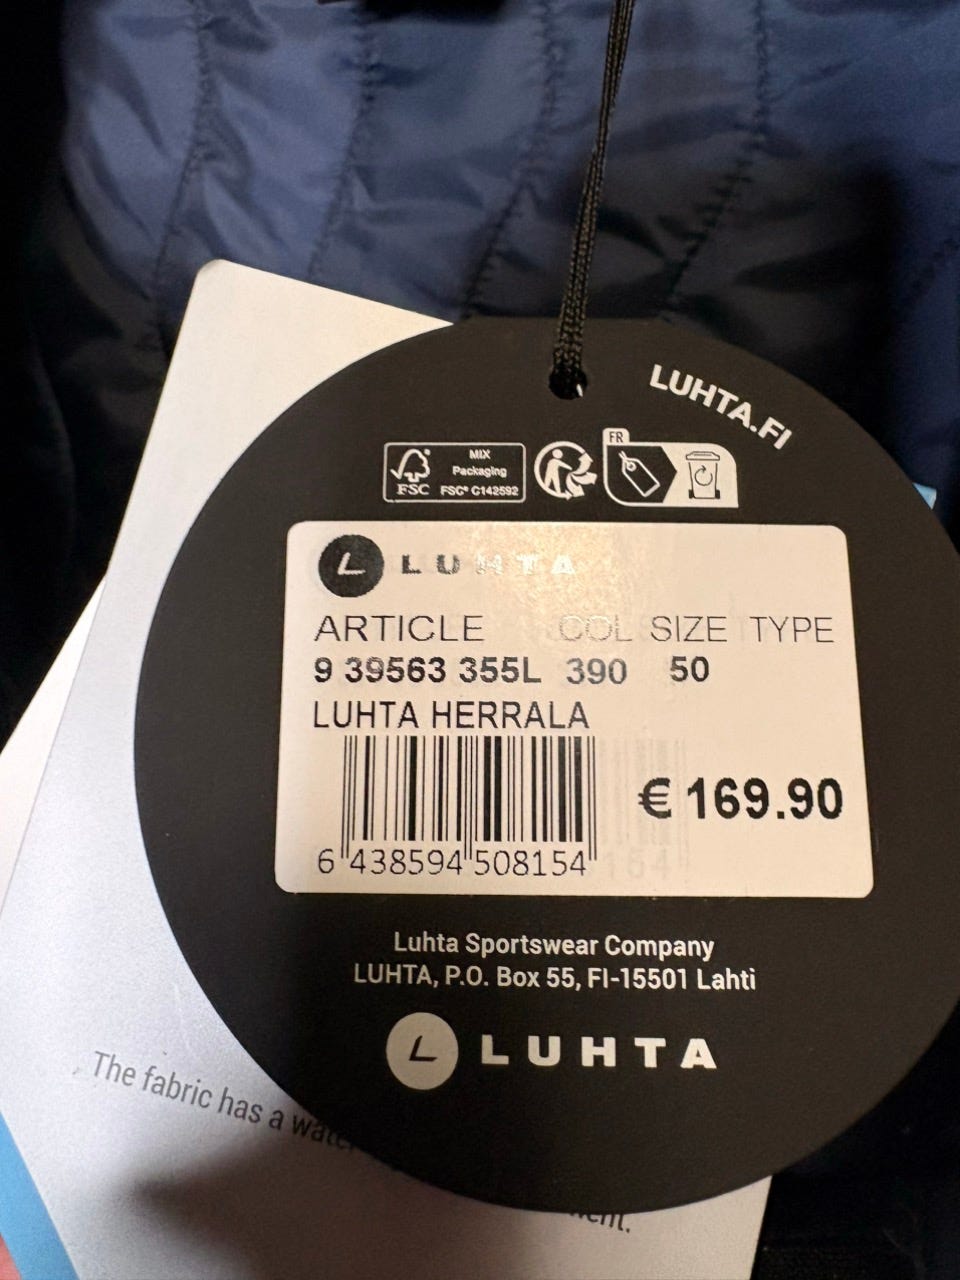 LUHTA.FI
MIX
Packaging
FSC
FSC® C142592
FR
L LUHTA
ARTICLE COL SIZE TYPE
9 39563 355L 390 50
LUHTA HERRALA
€ 169.90
6 438594 508154
Luhta Sportswear Company
LUHTA, P.O. Box 55, FI-15501 Lahti
L LUHTA
The fabric has a